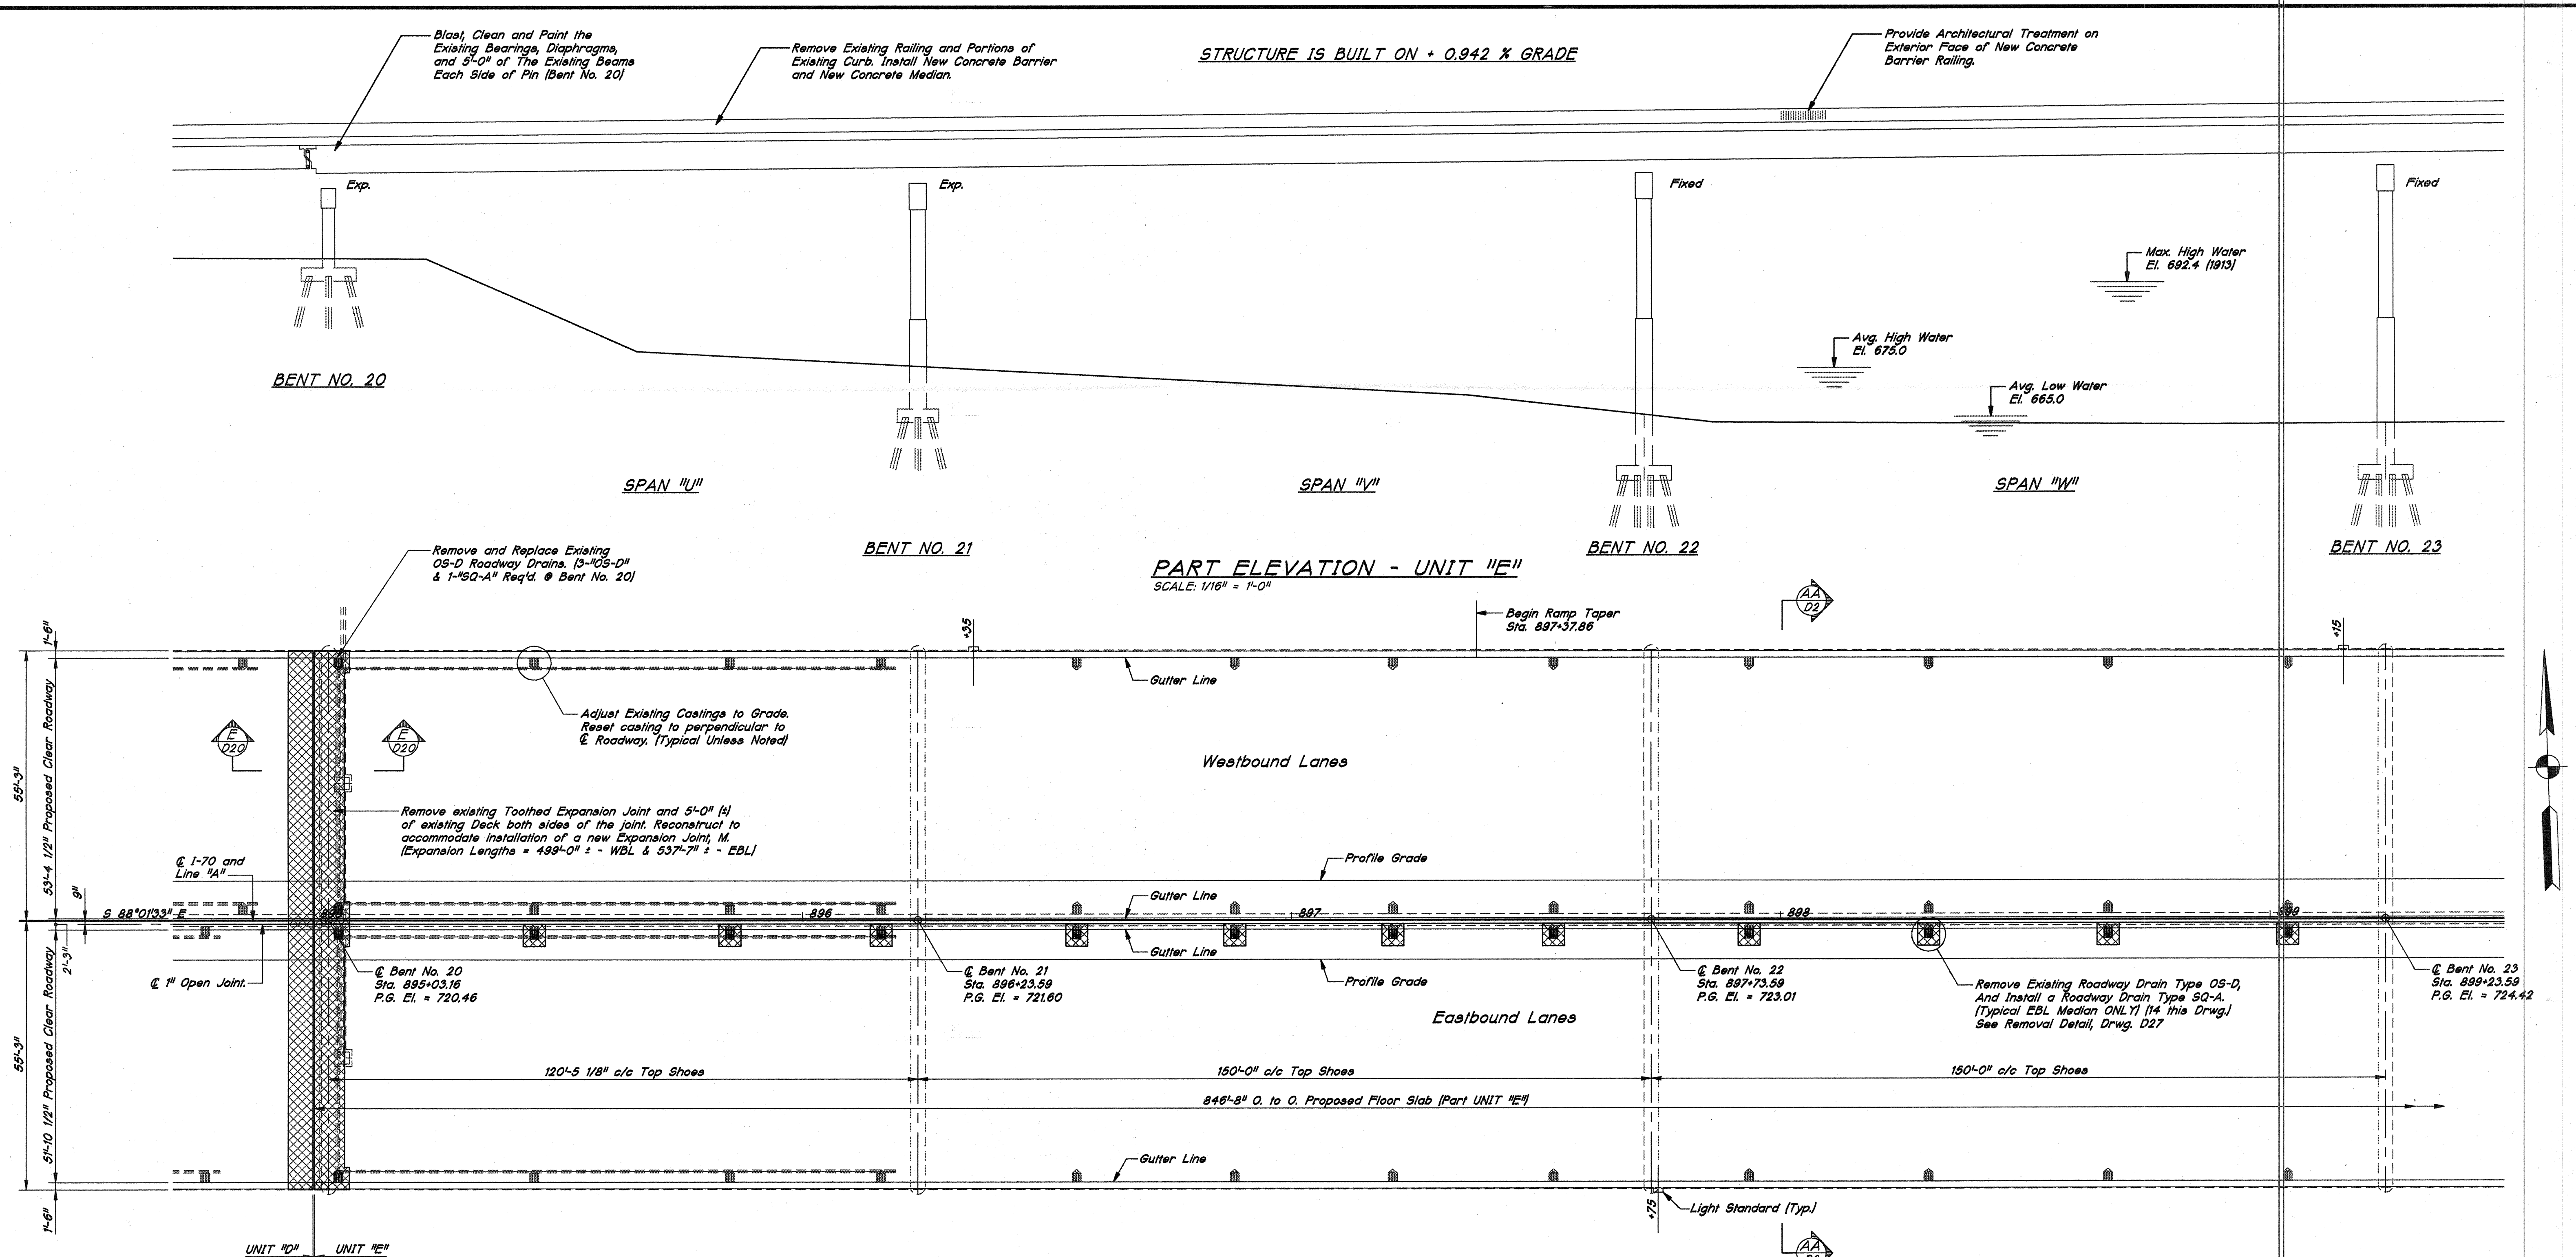 Blast, Clean and Paint the
Existing Bearings, Diaphragms,
and 5'-0" of The Existing Beams
Each Side of Pin (Bent No. 20)
Remove Existing Railing and Portions of
Existing Curb. Install New Concrete Barrier
and New Concrete Median.
STRUCTURE IS BUILT ON + 0.942 % GRADE
Provide Architectural Treatment on
Exterior Face of New Concrete
Barrier Railing.
Exp.
Exp.
Fixed
Fixed
Max. High Water
El. 692.4 (1913)
Avg. High Water
El. 675.0
Avg. Low Water
El. 665.0
BENT NO. 20
SPAN "U"
SPAN "V"
SPAN "W"
BENT NO. 21
BENT NO. 22
BENT NO. 23
PART ELEVATION - UNIT "E"
SCALE: 1/16" = 1'-0"
Remove and Replace Existing
OS-D Roadway Drains. (3-"OS-D"
& 1-"SQ-A" Req'd. @ Bent No. 20)
Begin Ramp Taper
Sta. 897+37.86
AA
D2
+35
+15
1'-6"
55'-3"
53'-4 1/2" Proposed Clear Roadway
Gutter Line
Adjust Existing Castings to Grade.
Reset casting to perpendicular to
℄ Roadway. (Typical Unless Noted)
E
D20
E
D20
Westbound Lanes
Remove existing Toothed Expansion Joint and 5'-0" (±)
of existing Deck both sides of the joint. Reconstruct to
accommodate installation of a new Expansion Joint, M.
(Expansion Lengths = 499'-0" ± - WBL & 537'-7" ± - EBL)
℄ I-70 and
Line "A"
9"
S 88°01'33" E
Profile Grade
Gutter Line
896
897
898
899
Gutter Line
2'-3"
℄ 1" Open Joint.
℄ Bent No. 20
Sta. 895+03.16
P.G. El. = 720.46
℄ Bent No. 21
Sta. 896+23.59
P.G. El. = 721.60
Profile Grade
℄ Bent No. 22
Sta. 897+73.59
P.G. El. = 723.01
Remove Existing Roadway Drain Type OS-D,
And Install a Roadway Drain Type SQ-A.
(Typical EBL Median ONLY) (14 this Drwg.)
See Removal Detail, Drwg. D27
℄ Bent No. 23
Sta. 899+23.59
P.G. El. = 724.42
Eastbound Lanes
55'-3"
51'-10 1/2" Proposed Clear Roadway
120'-5 1/8" c/c Top Shoes
150'-0" c/c Top Shoes
150'-0" c/c Top Shoes
846'-8" O. to O. Proposed Floor Slab (Part UNIT "E")
Gutter Line
1'-6"
+75
Light Standard (Typ.)
UNIT "D"
UNIT "E"
AA